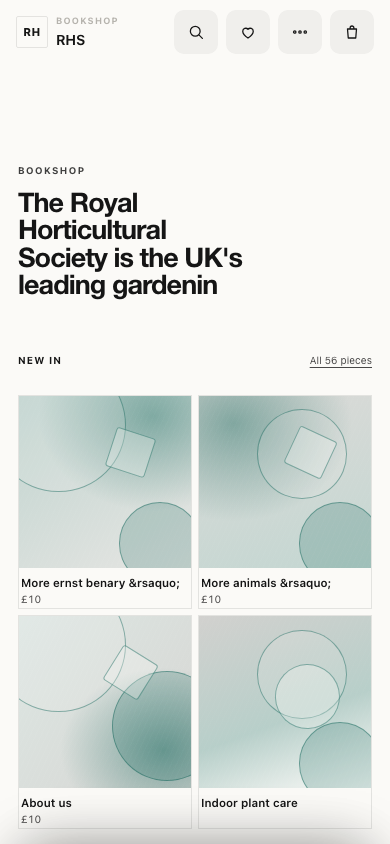 RH
BOOKSHOP
RHS
BOOKSHOP
The Royal
Horticultural
Society is the UK's
leading gardenin
NEW IN
All 56 pieces
More ernst benary &rsaquo;
£10
More animals &rsaquo;
£10
About us
£10
Indoor plant care